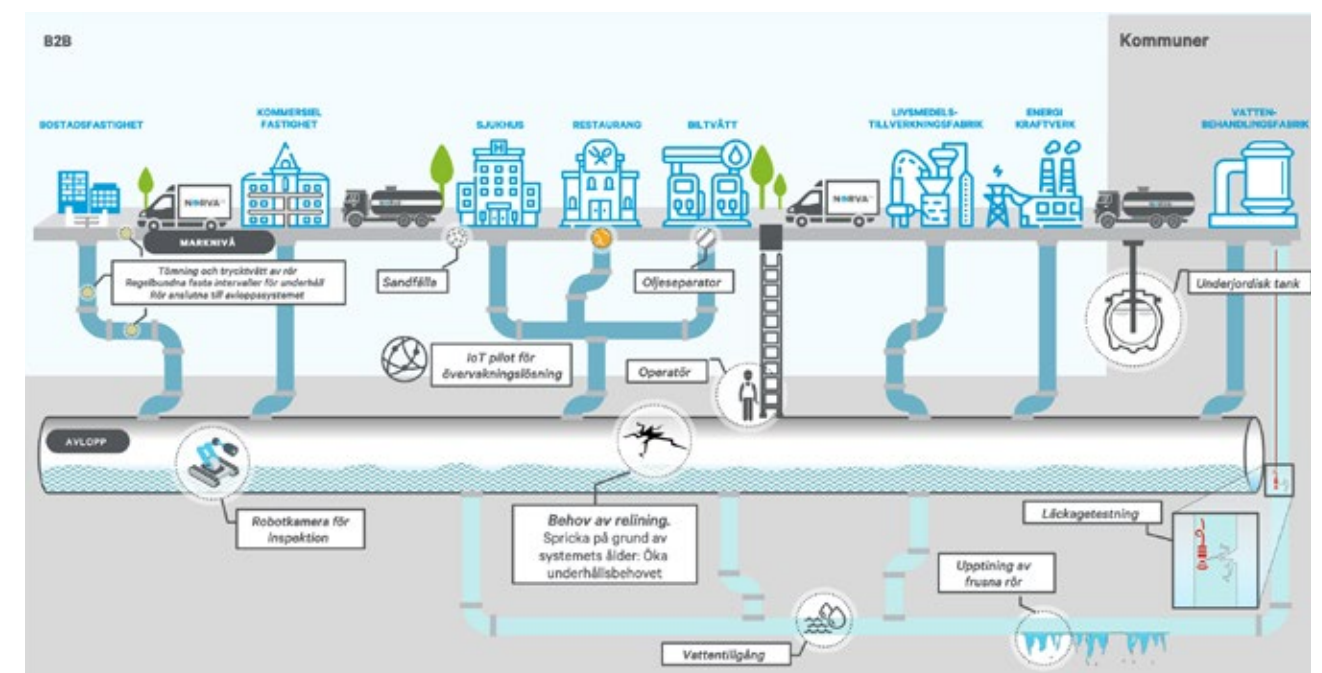 B2B
Kommuner
BOSTADSFASTIGHET
KOMMERSIEL
FASTIGHET
SJUKHUS
RESTAURANG
BILTVÄTT
LIVSMEDELS-
TILLVERKNINGSFABRIK
ENERGI
KRAFTVERK
VATTEN-
BEHANDLINGSFABRIK
NORVA
NORVA
MARKNIVÅ
Tömning och trycktvätt av rör
Regelbundna fasta intervaller för underhåll
Rör anslutna till avloppssystemet
Sandfälla
Oljeseparator
Underjordisk tank
IoT pilot för
övervakningslösning
Operatör
AVLOPP
Robotkamera för
inspektion
Behov av relining.
Spricka på grund av
systemets ålder: Öka
underhållsbehovet
Läckagetestning
Upptining av
frusna rör
Vattentillgång